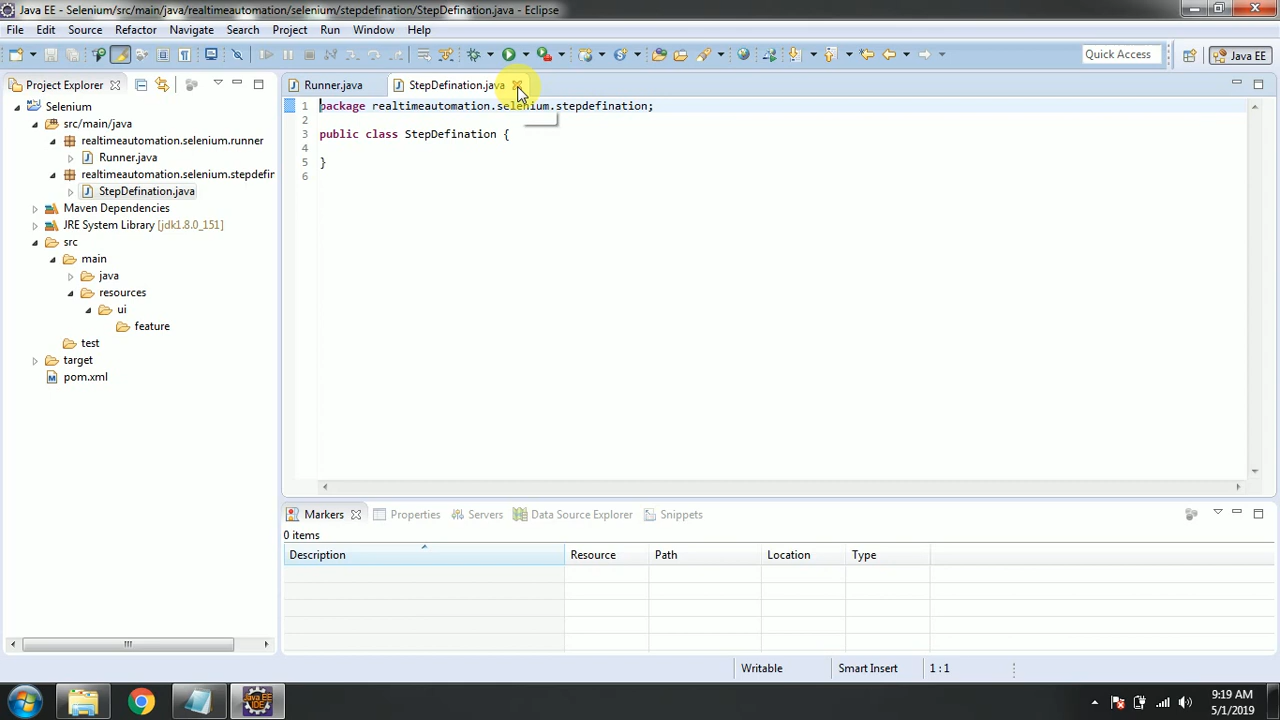 Java EE - Selenium/src/main/java/realtimeautomation/selenium/stepdefination/StepDefination.java - Eclipse
File Edit Source Refactor Navigate Search Project Run Window Help
Quick Access Java EE
Project Explorer
Selenium
src/main/java
realtimeautomation.selenium.runner
Runner.java
realtimeautomation.selenium.stepdefir
StepDefination.java
Maven Dependencies
JRE System Library [jdk1.8.0_151]
src
main
java
resources
ui
feature
test
target
pom.xml
Runner.java StepDefination.java
1 package realtimeautomation.selenium.stepdefination;
2
3 public class StepDefination {
4
5 }
6
Markers Properties Servers Data Source Explorer Snippets
0 items
Description Resource Path Location Type
Writable Smart Insert 1 : 1
Java EE
IDE
9:19 AM
5/1/2019